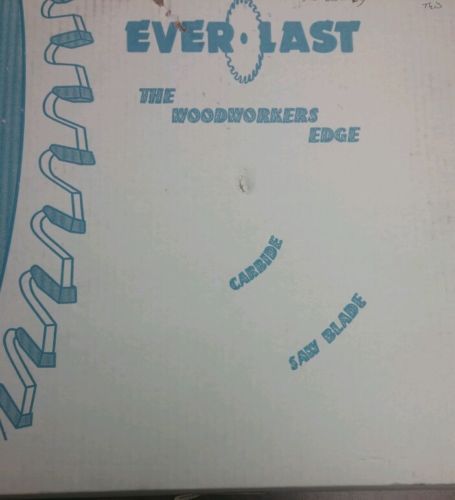 EVER LAST
THE
WOODWORKERS
EDGE
CARBIDE
SAW BLADE